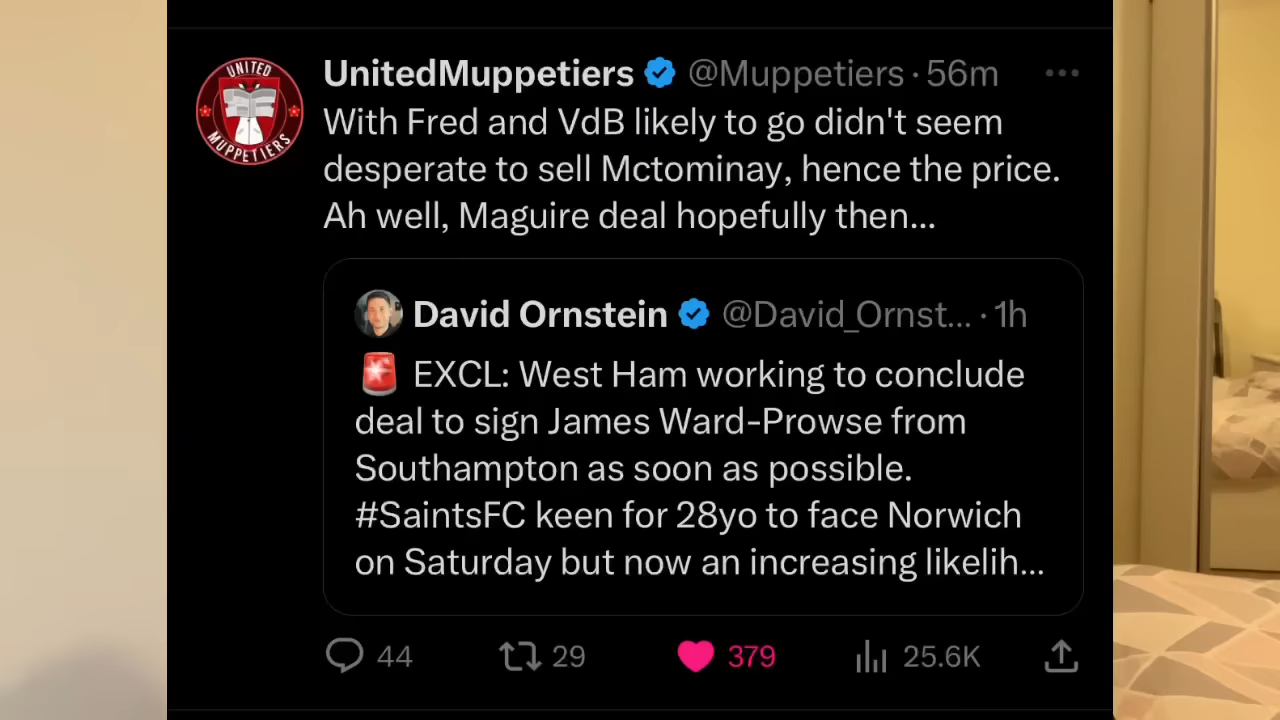 UNITED
MUPPETIERS
UnitedMuppetiers @Muppetiers · 56m
With Fred and VdB likely to go didn't seem
desperate to sell Mctominay, hence the price.
Ah well, Maguire deal hopefully then...
David Ornstein @David_Ornst... · 1h
🚨 EXCL: West Ham working to conclude
deal to sign James Ward-Prowse from
Southampton as soon as possible.
#SaintsFC keen for 28yo to face Norwich
on Saturday but now an increasing likelih...
44 29 379 25.6K